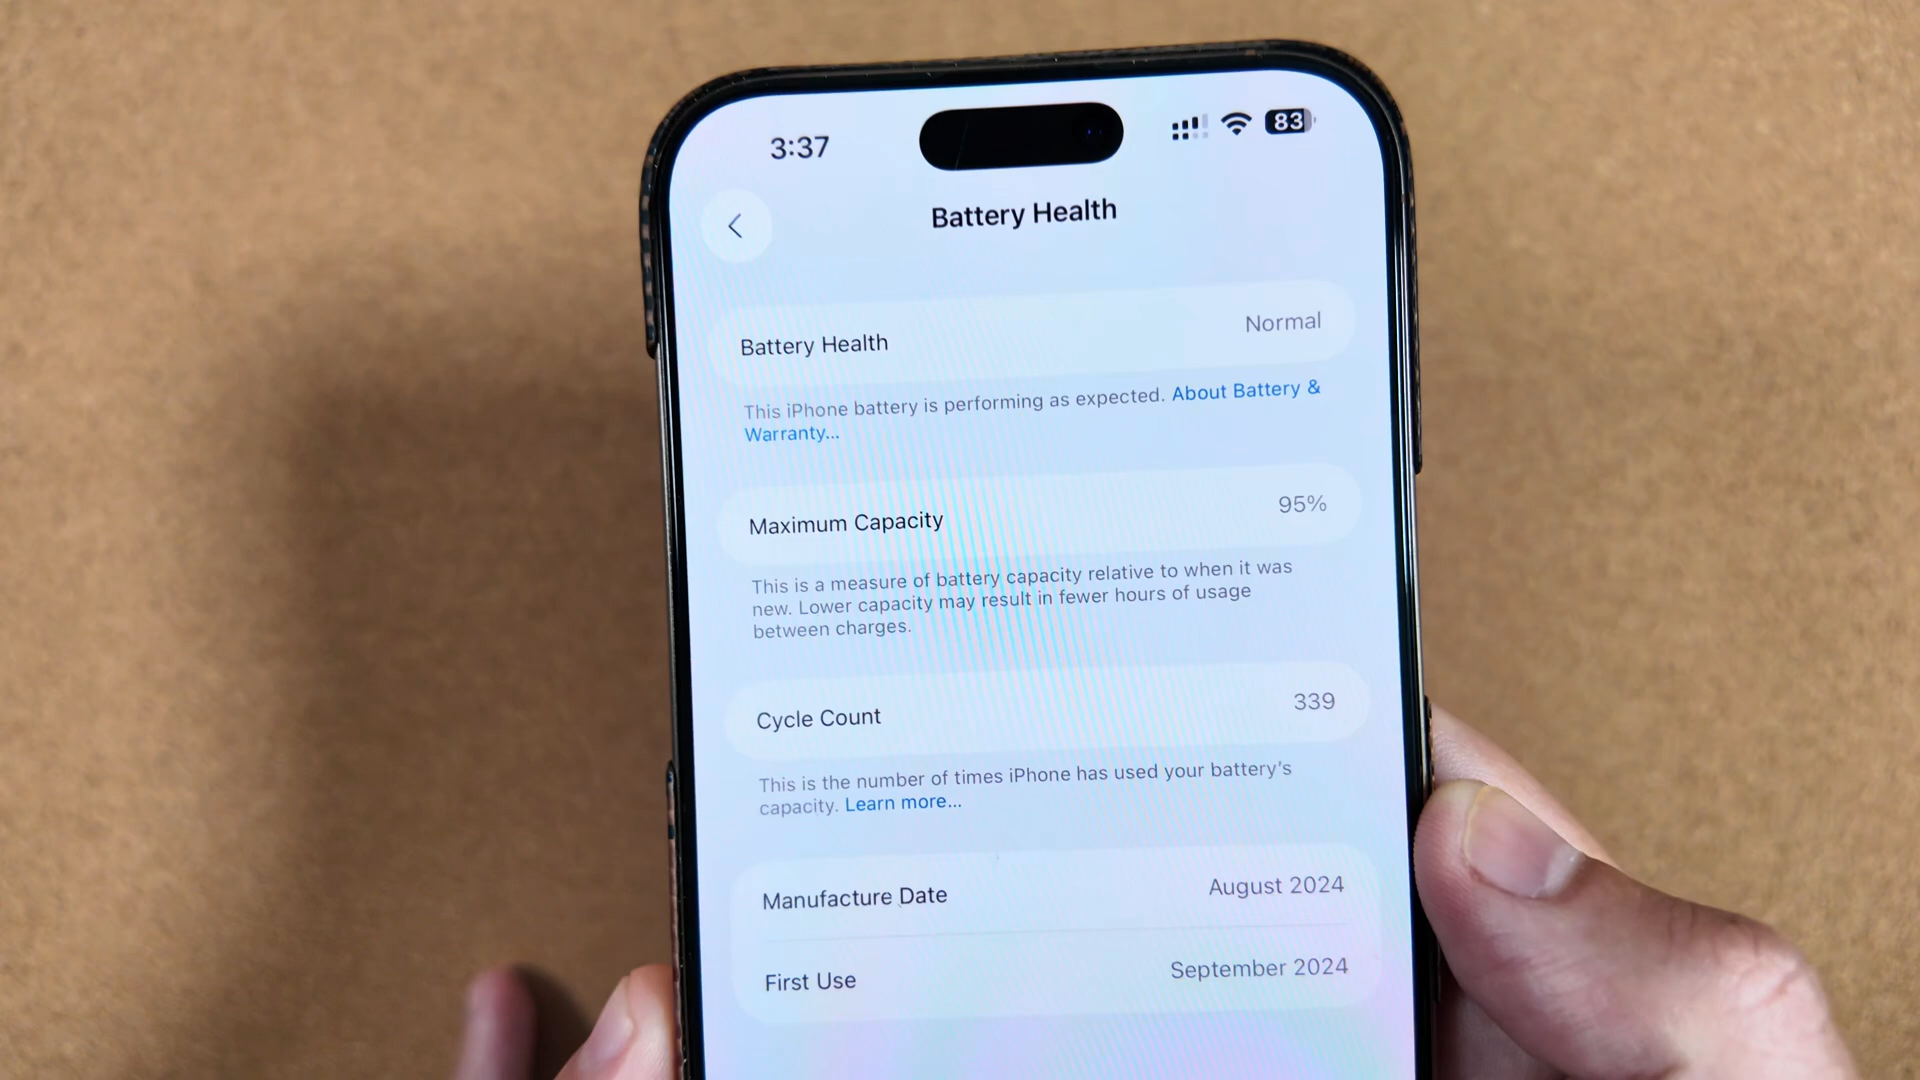 3:37
83
Battery Health
Battery Health
Normal
This iPhone battery is performing as expected. About Battery &
Warranty...
Maximum Capacity
95%
This is a measure of battery capacity relative to when it was
new. Lower capacity may result in fewer hours of usage
between charges.
Cycle Count
339
This is the number of times iPhone has used your battery's
capacity. Learn more...
Manufacture Date
August 2024
First Use
September 2024